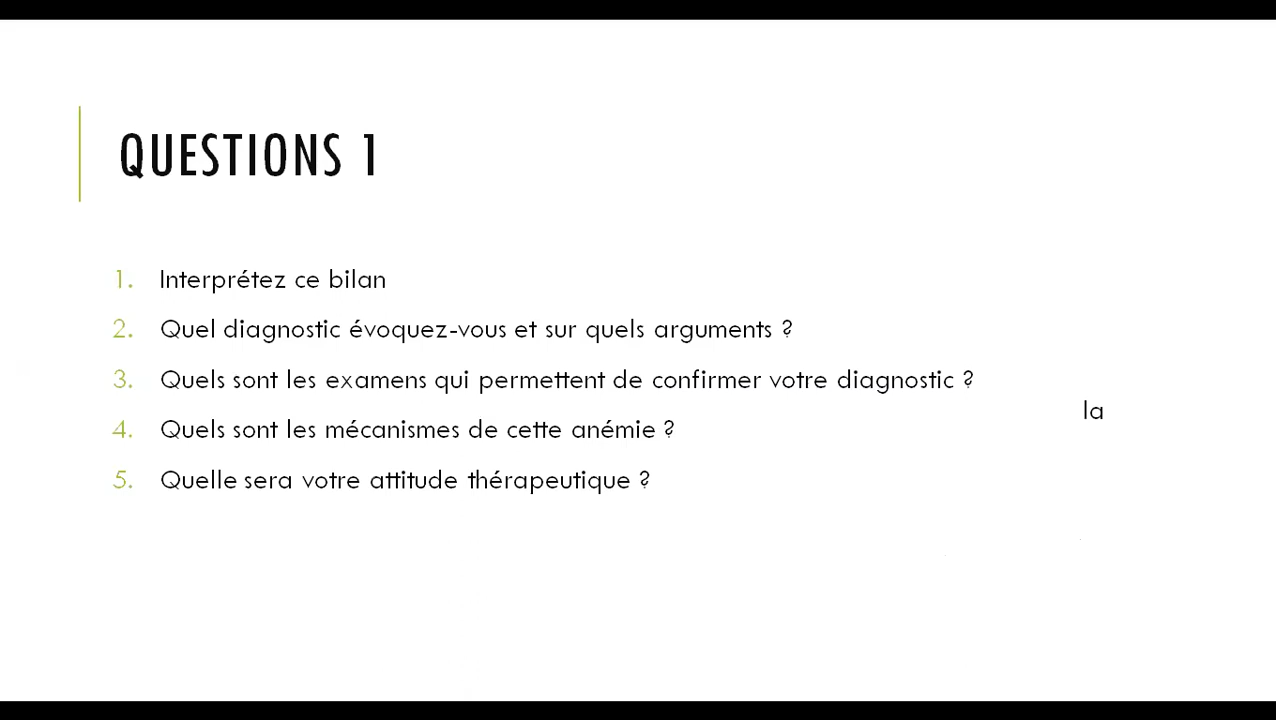 QUESTIONS 1
1. Interprétez ce bilan
2. Quel diagnostic évoquez-vous et sur quels arguments ?
3. Quels sont les examens qui permettent de confirmer votre diagnostic ?
la
4. Quels sont les mécanismes de cette anémie ?
5. Quelle sera votre attitude thérapeutique ?